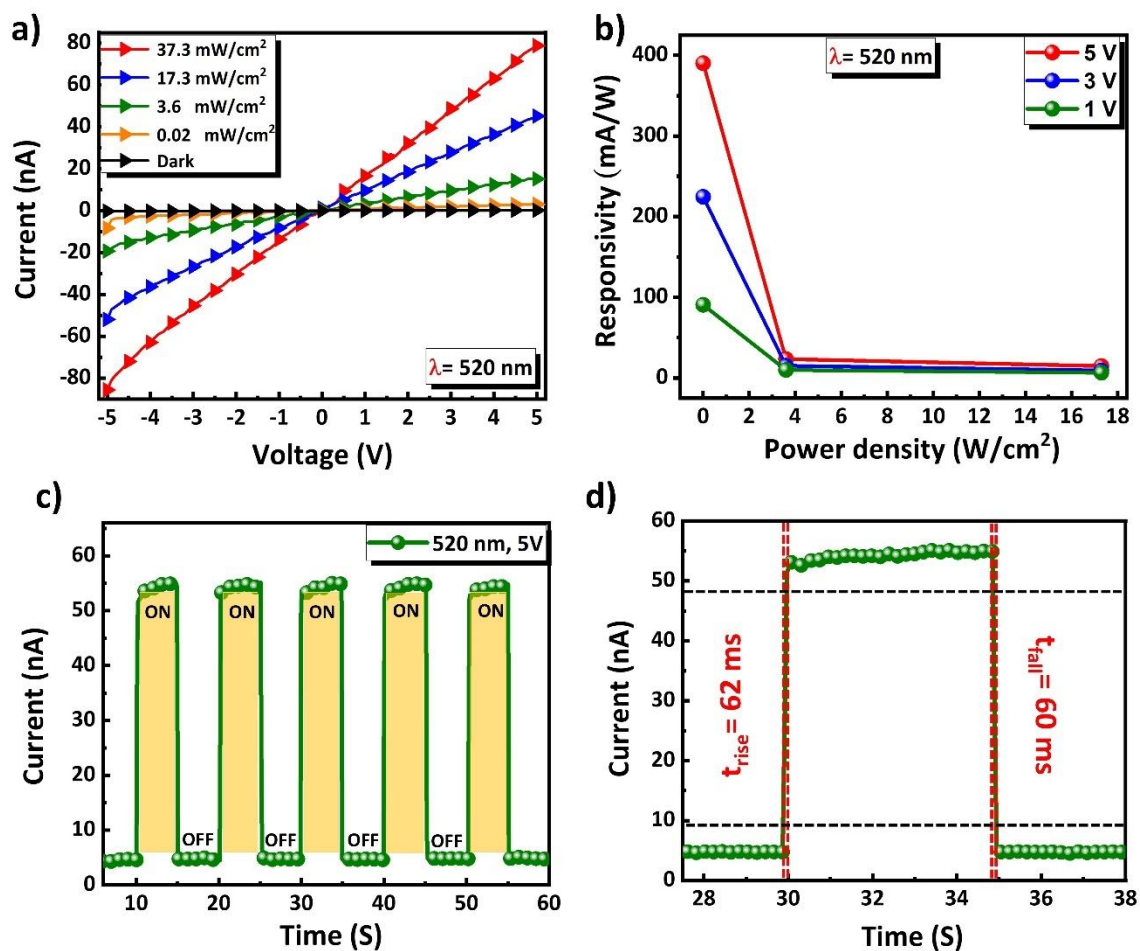 a)
80
60
40
20
0
-20
-40
-60
-80
Current (nA)
37.3 mW/cm²
17.3 mW/cm²
3.6 mW/cm²
0.02 mW/cm²
Dark
λ= 520 nm
-5 -4 -3 -2 -1 0 1 2 3 4 5
Voltage (V)
b)
400
300
200
100
0
Responsivity (mA/W)
λ= 520 nm
5 V
3 V
1 V
0 2 4 6 8 10 12 14 16 18
Power density (W/cm²)
c)
60
50
40
30
20
10
0
Current (nA)
520 nm, 5V
ON ON ON ON ON
OFF OFF OFF OFF
10 20 30 40 50 60
Time (S)
d)
60
50
40
30
20
10
0
Current (nA)
t_rise = 62 ms
t_fall = 60 ms
28 30 32 34 36 38
Time (S)